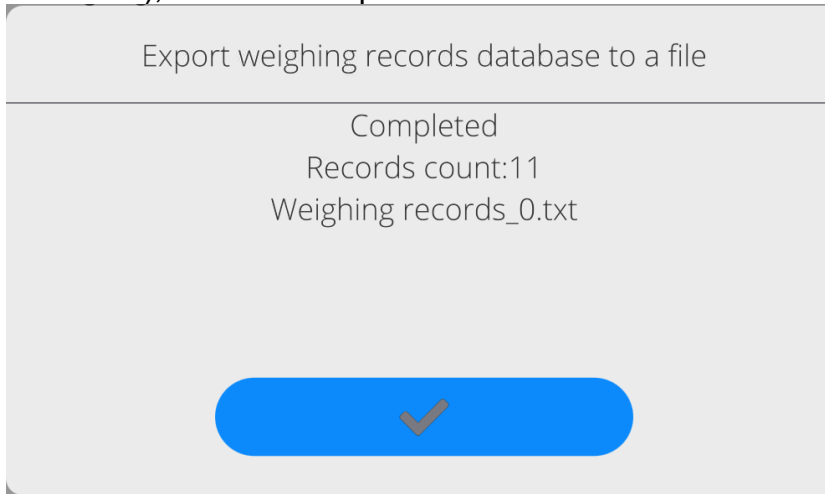 Export weighing records database to a file
Completed
Records count:11
Weighing records_0.txt